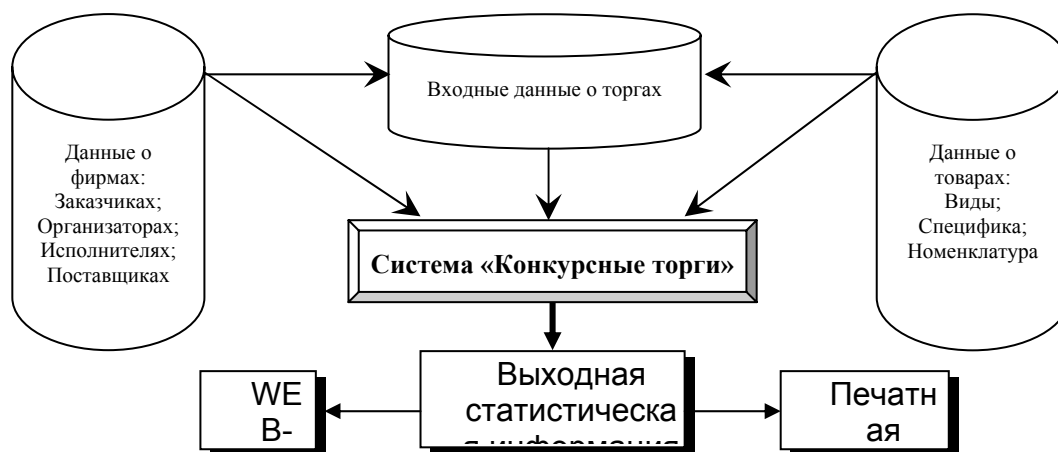 Входные данные о торгах
Данные о
фирмах:
Заказчиках;
Организаторах;
Исполнителях;
Поставщиках
Данные о
товарах:
Виды;
Специфика;
Номенклатура
Система «Конкурсные торги»
WE
B-
Выходная
статистическа
я информация
Печатн
ая